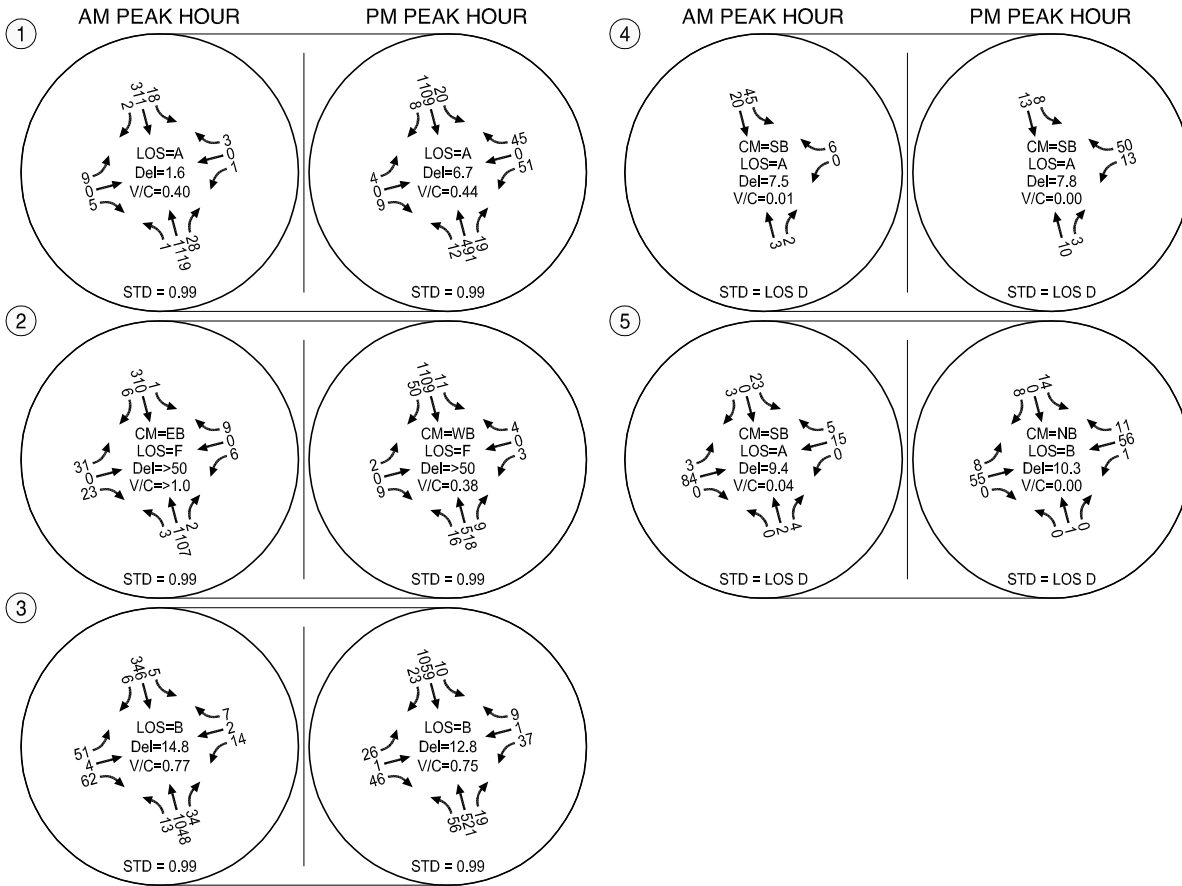 AM PEAK HOUR
PM PEAK HOUR
1
2
311
18
3
0
1
9
0
5
1
1119
28
LOS=A
Del=1.6
V/C=0.40
STD = 0.99
8
1109
20
45
0
51
4
0
9
12
491
19
LOS=A
Del=6.7
V/C=0.44
STD = 0.99
2
6
310
1
9
0
6
31
0
23
3
1107
2
CM=EB
LOS=F
Del=>50
V/C=>1.0
STD = 0.99
50
1109
11
4
0
3
2
0
9
16
518
9
CM=WB
LOS=F
Del=>50
V/C=0.38
STD = 0.99
3
6
346
5
7
2
14
51
4
62
13
1048
34
LOS=B
Del=14.8
V/C=0.77
STD = 0.99
23
1059
10
9
1
37
26
1
46
56
521
19
LOS=B
Del=12.8
V/C=0.75
STD = 0.99
AM PEAK HOUR
PM PEAK HOUR
4
20
45
6
0
3
2
CM=SB
LOS=A
Del=7.5
V/C=0.01
STD = LOS D
13
8
50
13
10
3
CM=SB
LOS=A
Del=7.8
V/C=0.00
STD = LOS D
5
3
0
23
5
15
0
3
84
0
0
2
4
CM=SB
LOS=A
Del=9.4
V/C=0.04
STD = LOS D
8
0
14
11
56
1
8
55
0
0
1
0
CM=NB
LOS=B
Del=10.3
V/C=0.00
STD = LOS D